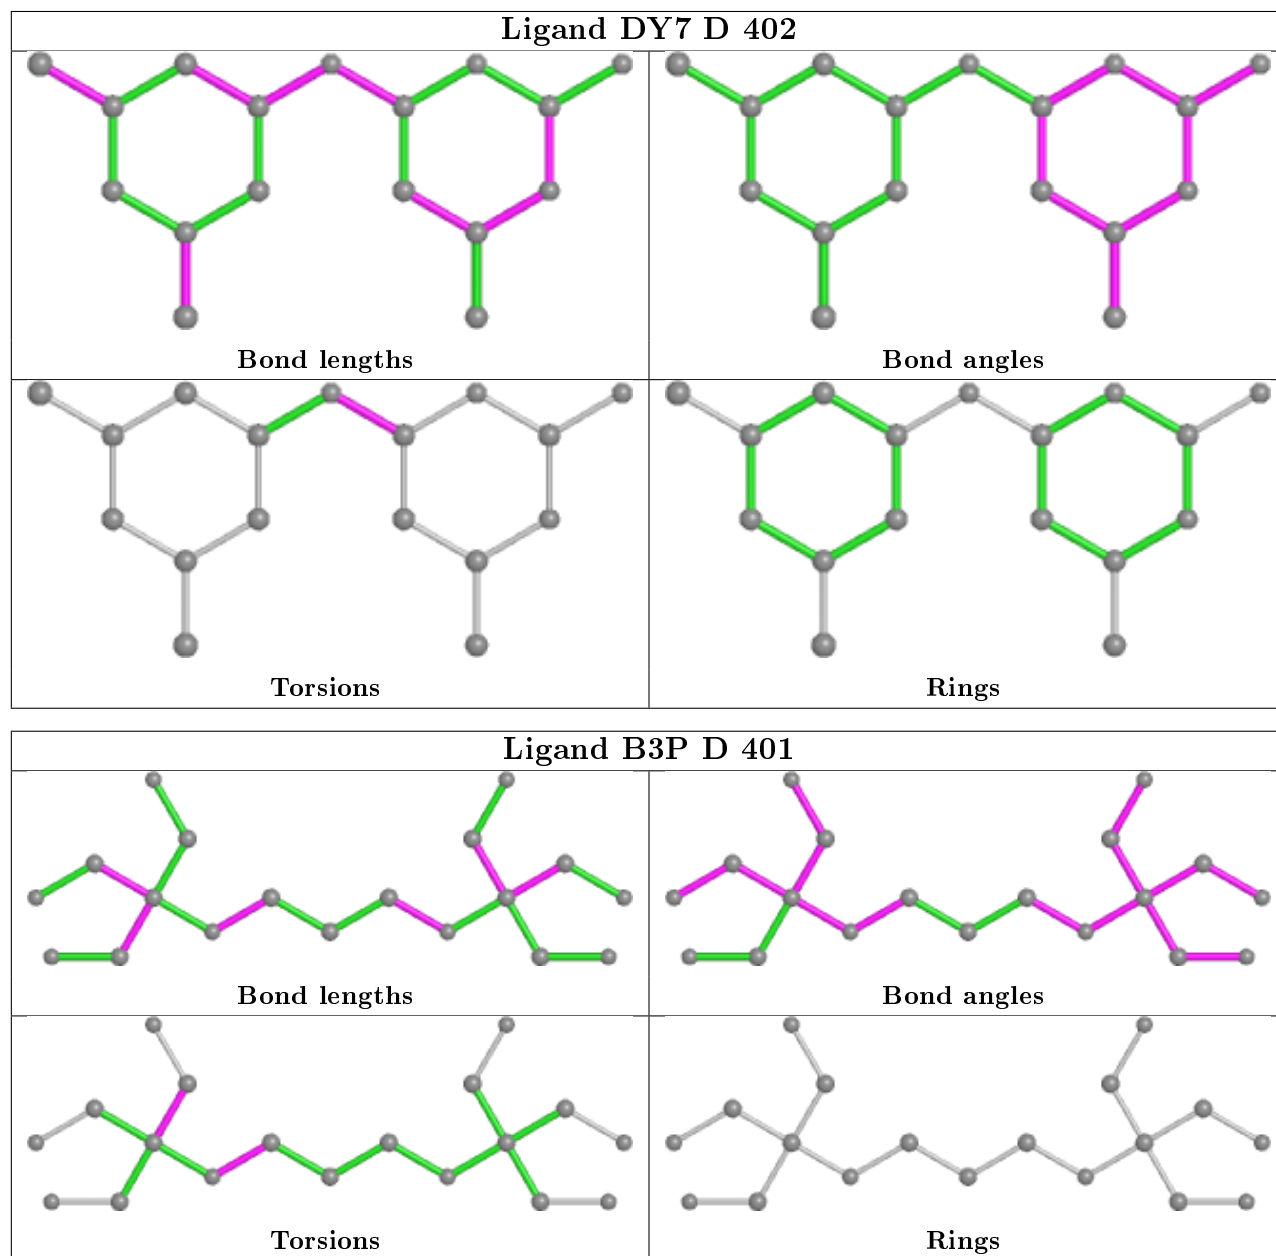 Ligand DY7 D 402
Bond lengths
Bond angles
Torsions
Rings
Ligand B3P D 401
Bond lengths
Bond angles
Torsions
Rings